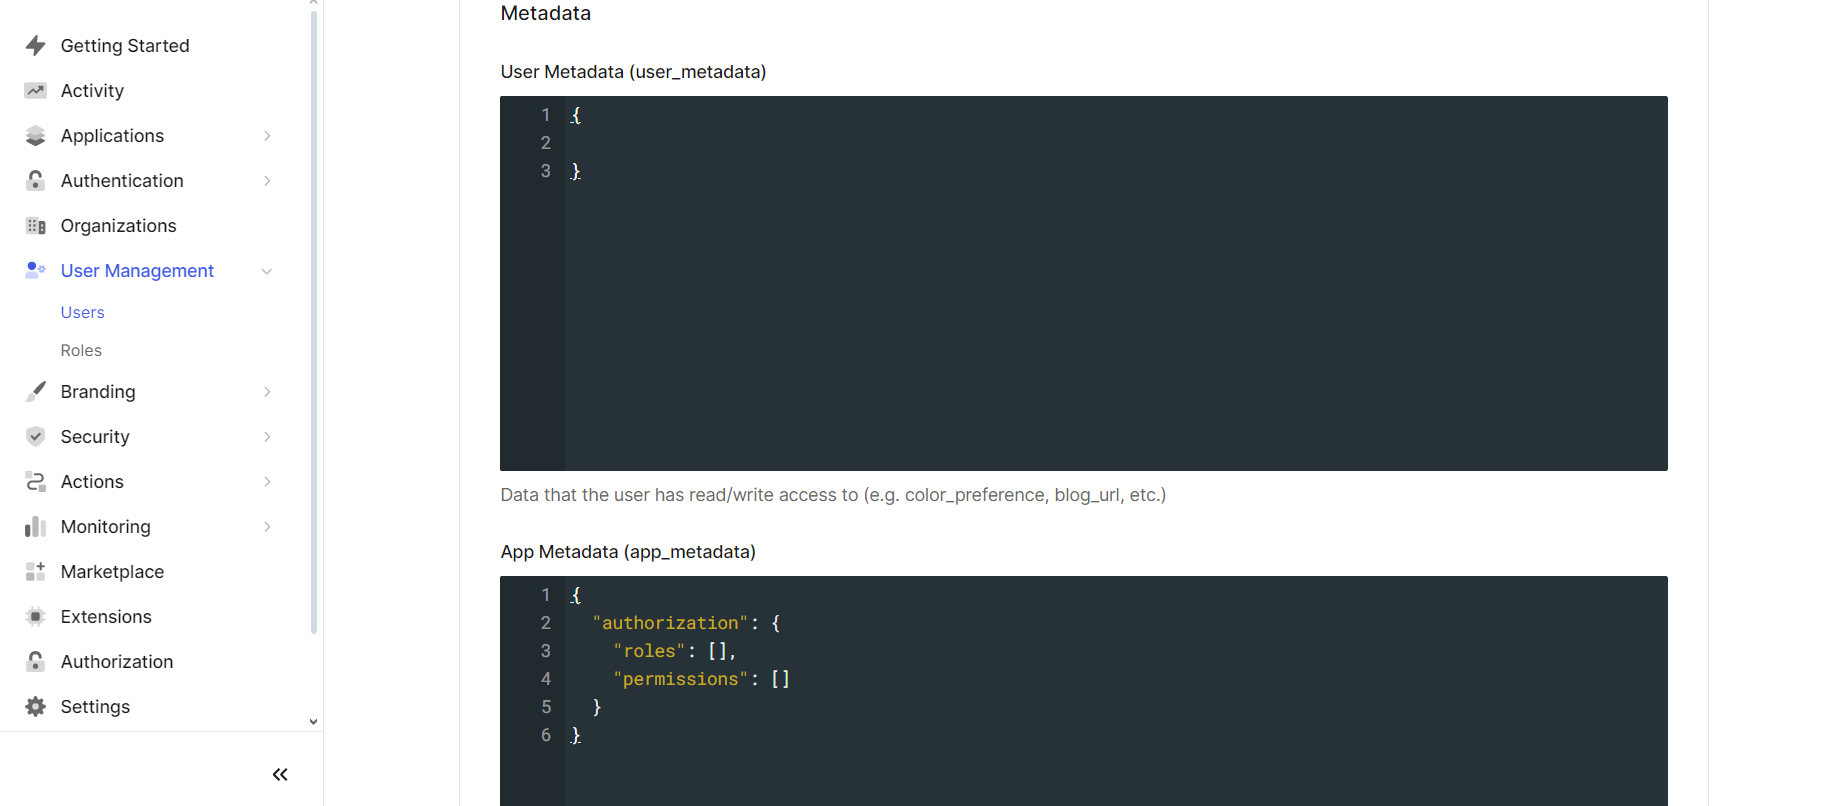 Getting Started
Activity
Applications
Authentication
Organizations
User Management
Users
Roles
Branding
Security
Actions
Monitoring
Marketplace
Extensions
Authorization
Settings
Metadata
User Metadata (user_metadata)
1 {
2
3 }
Data that the user has read/write access to (e.g. color_preference, blog_url, etc.)
App Metadata (app_metadata)
1 {
2 "authorization": {
3 "roles": [],
4 "permissions": []
5 }
6 }